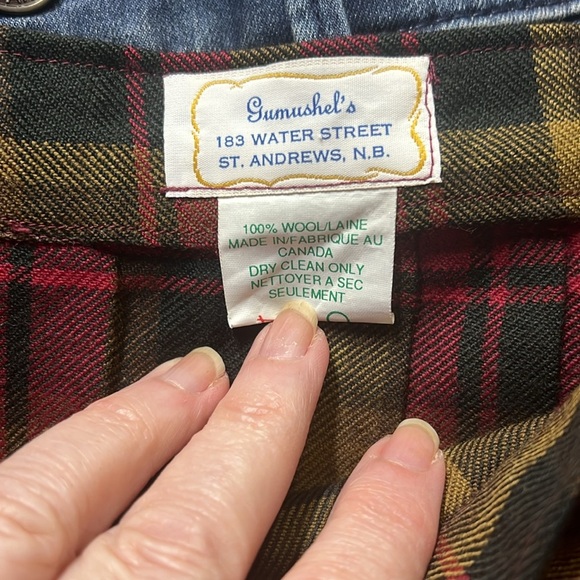 Gumushel's
183 WATER STREET
ST. ANDREWS, N.B.
100% WOOL/LAINE
MADE IN/FABRIQUE AU
CANADA
DRY CLEAN ONLY
NETTOYER A SEC
SEULEMENT